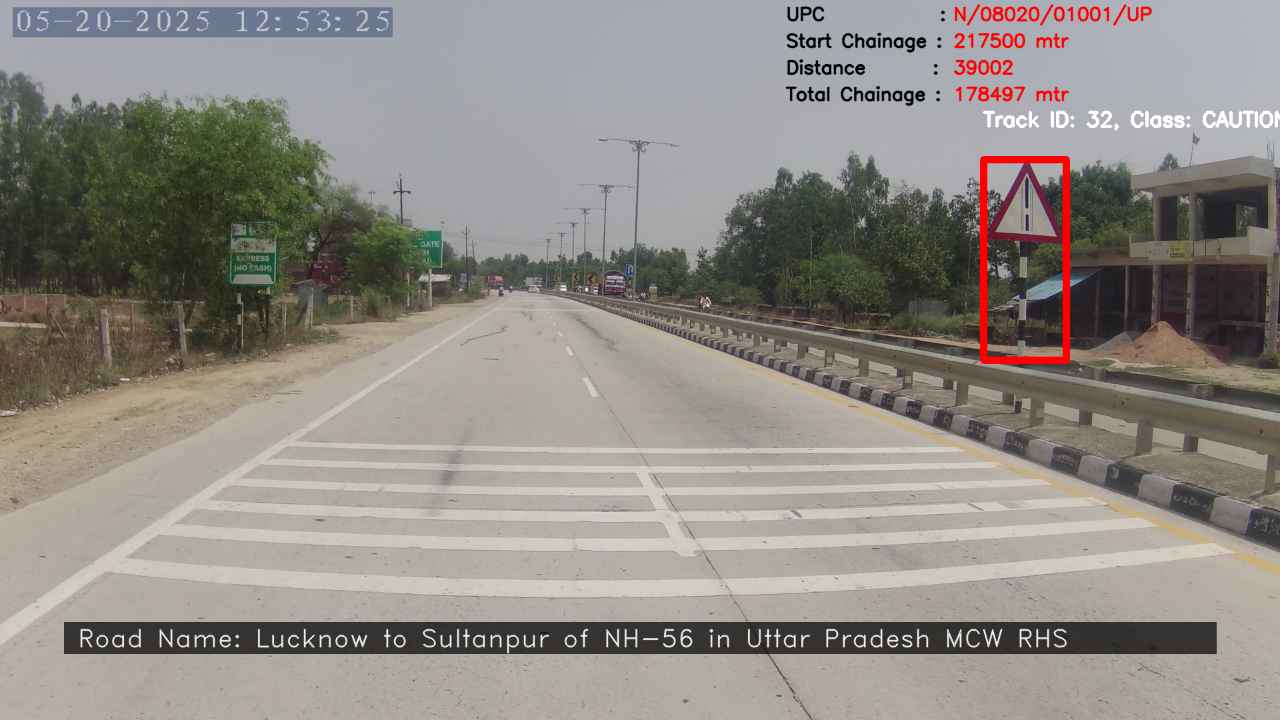 05-20-2025 12:53:25
UPC : N/08020/01001/UP
Start Chainage : 217500 mtr
Distance : 39002
Total Chainage : 178497 mtr
Track ID: 32, Class: CAUTION
GATE
EXPRESS
(NO CASH)
Road Name: Lucknow to Sultanpur of NH-56 in Uttar Pradesh MCW RHS